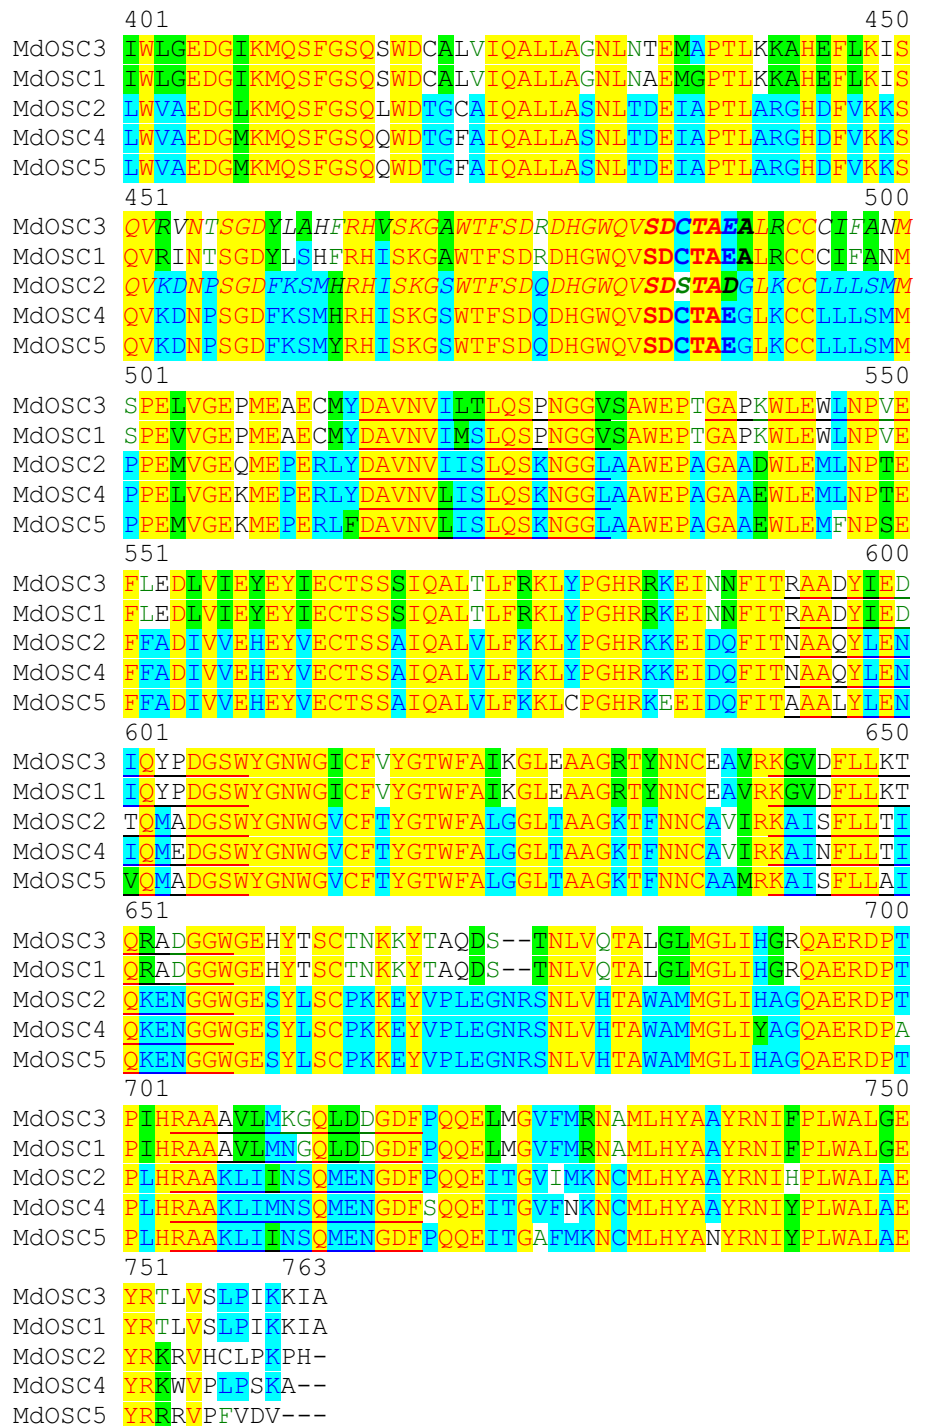 401 450
MdOSC3 IWLGEDGIKMQSFGSQSWDCALVIQALLAGNLNTEMAPTLKKAHEFLKIS
MdOSC1 IWLGEDGIKMQSFGSQSWDCALVIQALLAGNLNAEMGPTLKKAHEFLKIS
MdOSC2 LWVAEDGLKMQSFGSQLWDTGCAIQALLASNLTDEIAPTLARGHDFVKKS
MdOSC4 LWVAEDGMKMQSFGSQQWDTGFAIQALLASNLTDEIAPTLARGHDFVKKS
MdOSC5 LWVAEDGMKMQSFGSQQWDTGFAIQALLASNLTDEIAPTLARGHDFVKKS
451 500
MdOSC3 QVRVNTSGDYLAHFRHVSKGAWTFSDRDHGWQVSDCTAEALRCCCIFANM
MdOSC1 QVRINTSGDYLSHFRHISKGAWTFSDRDHGWQVSDCTAEALRCCCIFANM
MdOSC2 QVKDNPSGDFKSMHRHISKGSWTFSDQDHGWQVSDSTADGLKCCLLLSMM
MdOSC4 QVKDNPSGDFKSMHRHISKGSWTFSDQDHGWQVSDCTAEGLKCCLLLSMM
MdOSC5 QVKDNPSGDFKSMYRHISKGSWTFSDQDHGWQVSDCTAEGLKCCLLLSMM
501 550
MdOSC3 SPELVGEPMEAECMYDAVNVILTLQSPNGGVSAWEPTGAPKWLEWLNPVE
MdOSC1 SPEVVGEPMEAECMYDAVNVIMSLQSPNGGVSAWEPTGAPKWLEWLNPVE
MdOSC2 PPEMVGEQMEPERLYDAVNVIISLQSKNGGLAAWEPAGAADWLEMLNPTE
MdOSC4 PPELVGEKMEPERLYDAVNVLISLQSKNGGLAAWEPAGAAEWLEMLNPTE
MdOSC5 PPEMVGEKMEPERLFDAVNVLISLQSKNGGLAAWEPAGAAEWLEMFNPSE
551 600
MdOSC3 FLEDLVIEYEYIECTSSSIQALTLFRKLYPGHRRKEINNFITRAADYIED
MdOSC1 FLEDLVIEYEYIECTSSSIQALTLFRKLYPGHRRKEINNFITRAADYIED
MdOSC2 FFADIVVEHEYVECTSSAIQALVLFKKLYPGHRKKEIDQFITNAAQYLEN
MdOSC4 FFADIVVEHEYVECTSSAIQALVLFKKLYPGHRKKEIDQFITNAAQYLEN
MdOSC5 FFADIVVEHEYVECTSSAIQALVLFKKLCPGHRKEEIDQFITAAALYLEN
601 650
MdOSC3 IQYPDGSWYGNWGICFVYGTWFAIKGLEAAGRTYNNCEAVRKGVDFLLKT
MdOSC1 IQYPDGSWYGNWGICFVYGTWFAIKGLEAAGRTYNNCEAVRKGVDFLLKT
MdOSC2 TQMADGSWYGNWGVCFTYGTWFALGGLTAAGKTFNNCAVIRKAISFLLTI
MdOSC4 IQMEDGSWYGNWGVCFTYGTWFALGGLTAAGKTFNNCAVIRKAINFLLTI
MdOSC5 VQMADGSWYGNWGVCFTYGTWFALGGLTAAGKTFNNCAAMRKAISFLLAI
651 700
MdOSC3 QRADGGWGEHYTSCTNKKYTAQDS--TNLVQTALGLMGLIHGRQAERDPT
MdOSC1 QRADGGWGEHYTSCTNKKYTAQDS--TNLVQTALGLMGLIHGRQAERDPT
MdOSC2 QKENGGWGESYLSCPKKEYVPLEGNRSNLVHTAWAMMGLIHAGQAERDPT
MdOSC4 QKENGGWGESYLSCPKKEYVPLEGNRSNLVHTAWAMMGLIYAGQAERDPA
MdOSC5 QKENGGWGESYLSCPKKEYVPLEGNRSNLVHTAWAMMGLIHAGQAERDPT
701 750
MdOSC3 PIHRAAAVLMKGQLDDGDFPQQELMGVFMRNAMLHYAAYRNIFPLWALGE
MdOSC1 PIHRAAAVLMNGQLDDGDFPQQELMGVFMRNAMLHYAAYRNIFPLWALGE
MdOSC2 PLHRAAKLIINSQMENGDFPQQEITGVIMKNCMLHYAAYRNIHPLWALAE
MdOSC4 PLHRAAKLIMNSQMENGDFSQQEITGVFNKNCMLHYAAYRNIYPLWALAE
MdOSC5 PLHRAAKLIINSQMENGDFPQQEITGAFMKNCMLHYANYRNIYPLWALAE
751 763
MdOSC3 YRTLVSLPIKKIA
MdOSC1 YRTLVSLPIKKIA
MdOSC2 YRKRVHCLPKPH-
MdOSC4 YRKWVPLPSKA--
MdOSC5 YRRRVPFVDV---